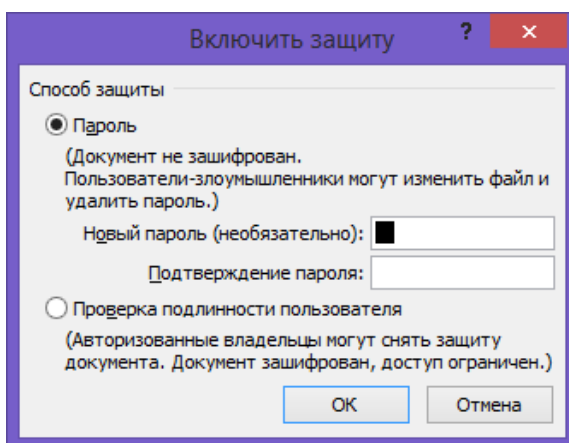 Включить защиту
?
×
Способ защиты
Пароль
(Документ не зашифрован.
Пользователи-злоумышленники могут изменить файл и
удалить пароль.)
Новый пароль (необязательно):
Подтверждение пароля:
Проверка подлинности пользователя
(Авторизованные владельцы могут снять защиту
документа. Документ зашифрован, доступ ограничен.)
ОК Отмена